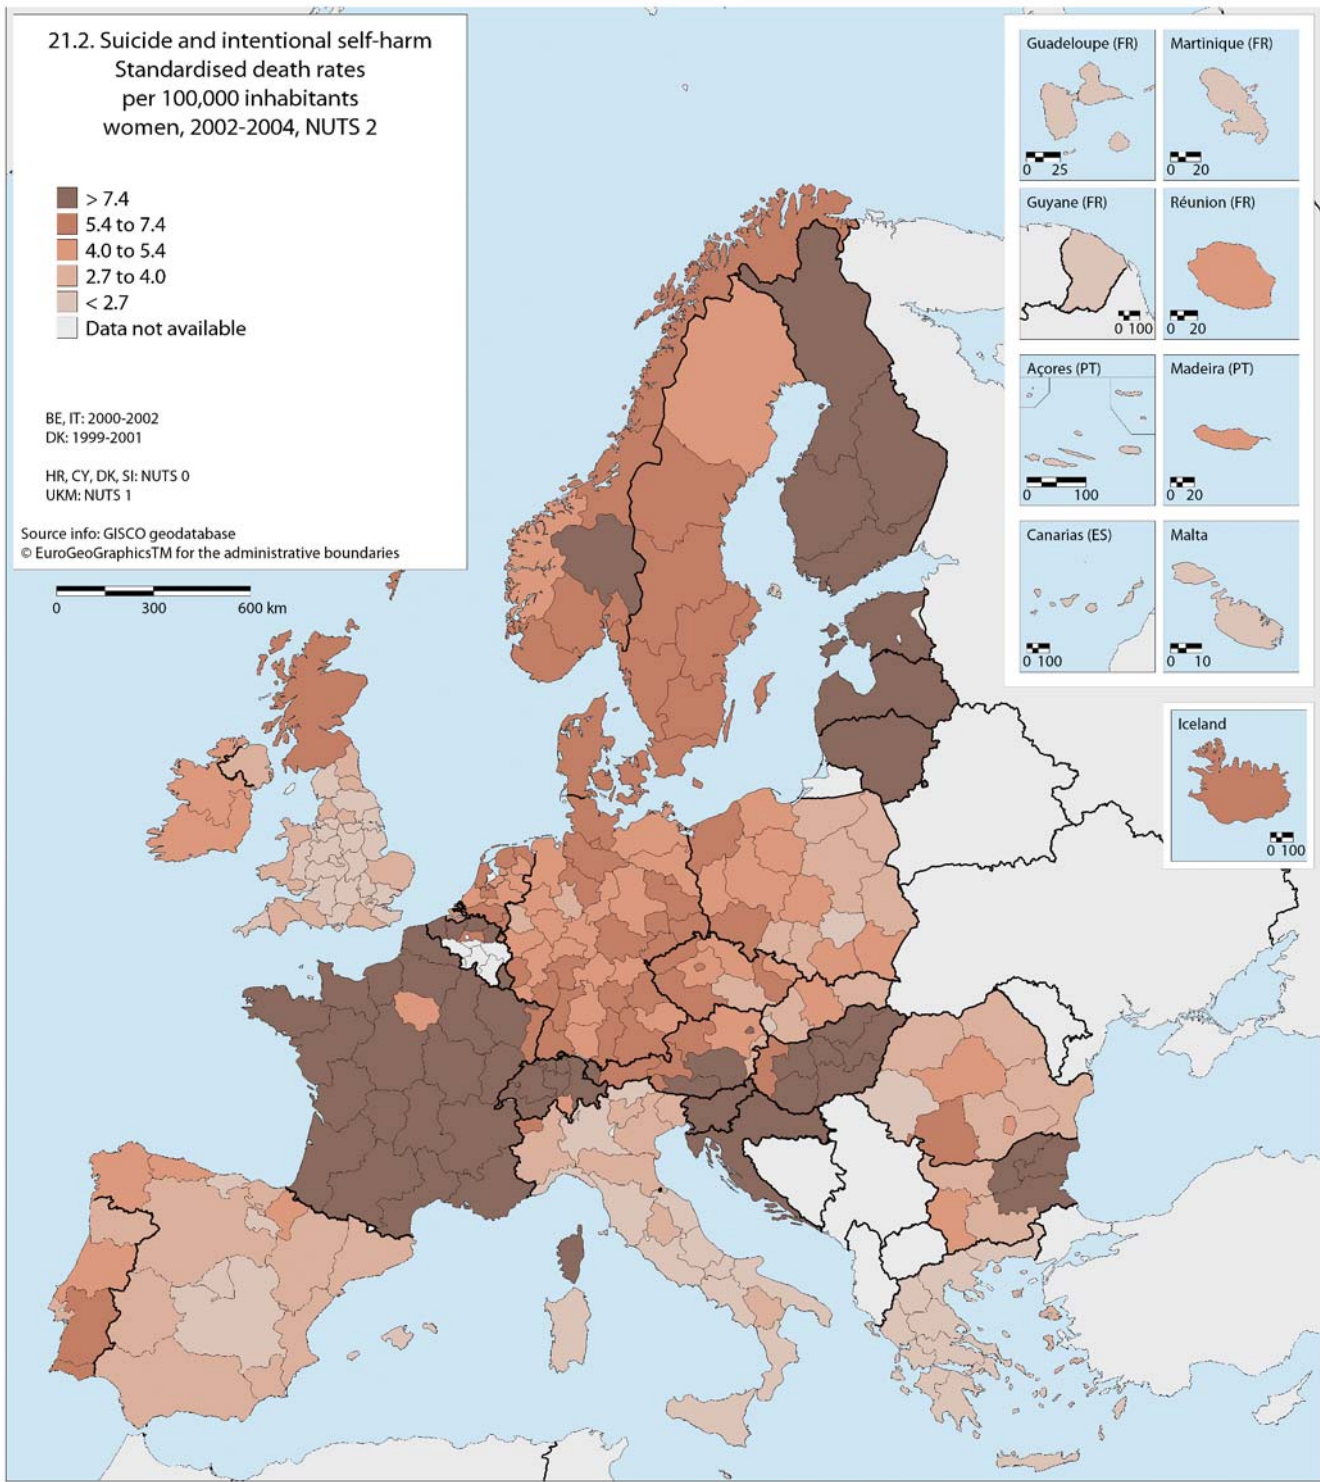 21.2. Suicide and intentional self-harm
Standardised death rates
per 100,000 inhabitants
women, 2002-2004, NUTS 2
> 7.4
5.4 to 7.4
4.0 to 5.4
2.7 to 4.0
< 2.7
Data not available
BE, IT: 2000-2002
DK: 1999-2001
HR, CY, DK, SI: NUTS 0
UKM: NUTS 1
Source info: GISCO geodatabase
© EuroGeoGraphicsTM for the administrative boundaries
0 300 600 km
Guadeloupe (FR)
0 25
Martinique (FR)
0 20
Guyane (FR)
0 100
Réunion (FR)
0 20
Açores (PT)
0 100
Madeira (PT)
0 20
Canarias (ES)
0 100
Malta
0 10
Iceland
0 100